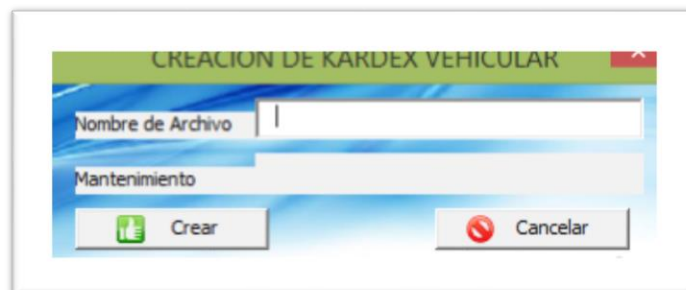 CREACION DE KARDEX VEHICULAR
Nombre de Archivo
Mantenimiento
Crear
Cancelar